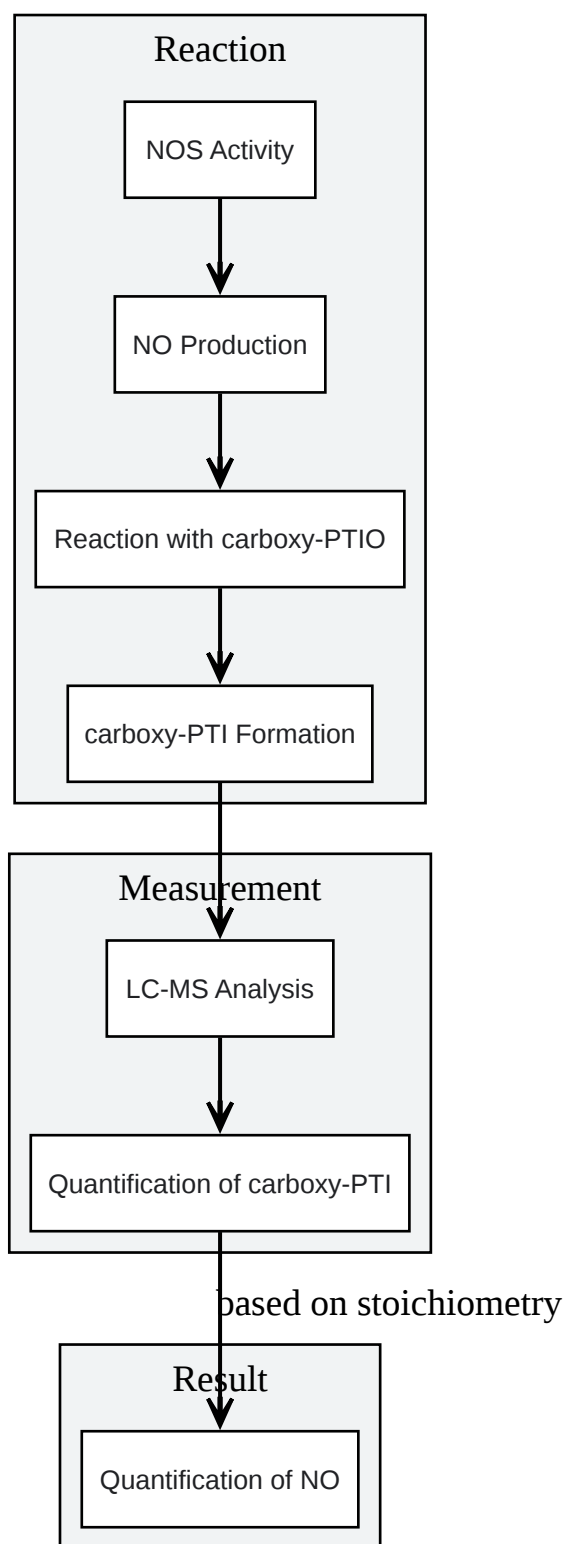 Reaction
NOS Activity
NO Production
Reaction with carboxy-PTIO
carboxy-PTI Formation
Measurement
LC-MS Analysis
Quantification of carboxy-PTI
based on stoichiometry
Result
Quantification of NO